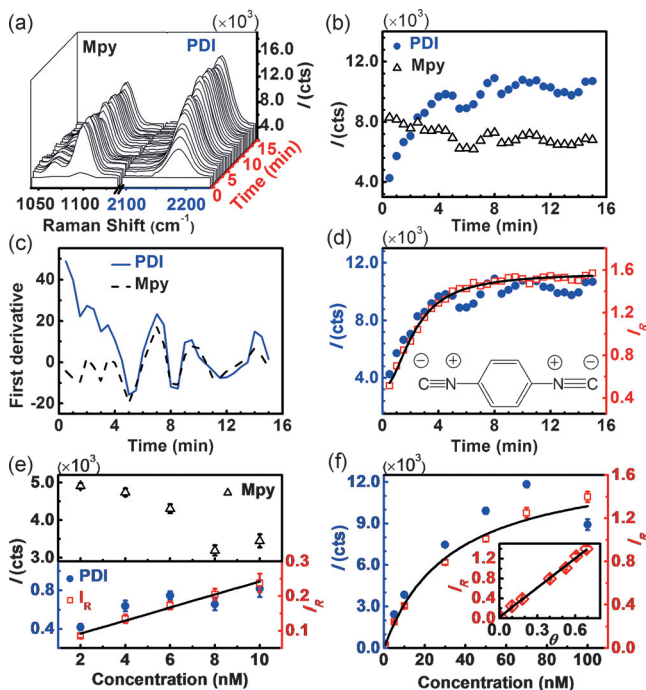 (a)
(×10³)
Mpy
PDI
16.0
12.0
8.0
4.0
I (cts)
15
10
5
0
Time (min)
1050 1100 2100 2200
Raman Shift (cm⁻¹)
(b)
(×10³)
PDI
Mpy
12.0
8.0
4.0
I (cts)
0 4 8 12 16
Time (min)
(c)
PDI
Mpy
40
20
0
-20
First derivative
0 4 8 12 16
Time (min)
(d)
(×10³)
12.0
8.0
4.0
I (cts)
1.6
1.2
0.8
0.4
I_R
⊖ ⊕ ⊕ ⊖
C≡N N≡C
0 4 8 12 16
Time (min)
(e)
(×10³)
5.0
4.0
3.0
Mpy
I (cts)
PDI
I_R
0.8
0.4
0.3
0.2
0.1
I_R
2 4 6 8 10
Concentration (nM)
(f)
(×10³)
12.0
9.0
6.0
3.0
0.0
I (cts)
1.6
1.2
0.8
0.4
0
I_R
1.2
0.8
0.4
0.0
I_R
0.0 0.3 0.6
θ
0 20 40 60 80 100
Concentration (nM)